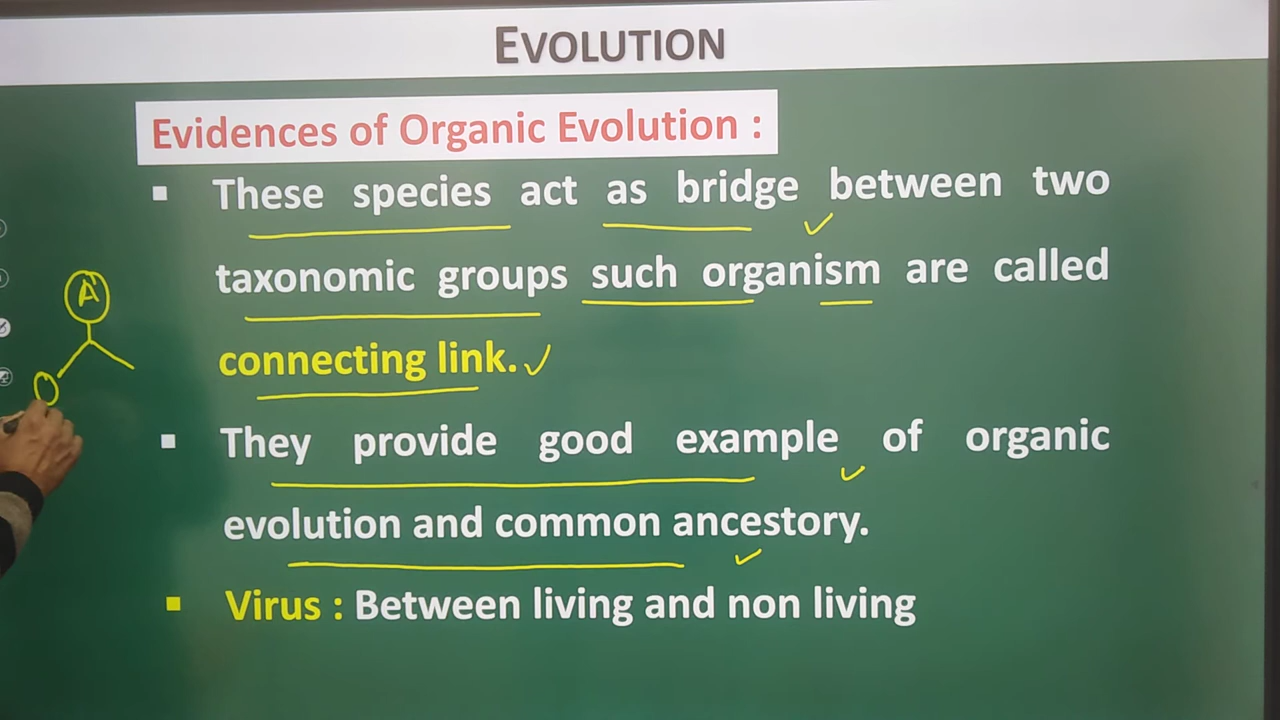 EVOLUTION
Evidences of Organic Evolution :
▪ These species act as bridge between two
taxonomic groups such organism are called
connecting link.
▪ They provide good example of organic
evolution and common ancestory.
▪ Virus : Between living and non living
A